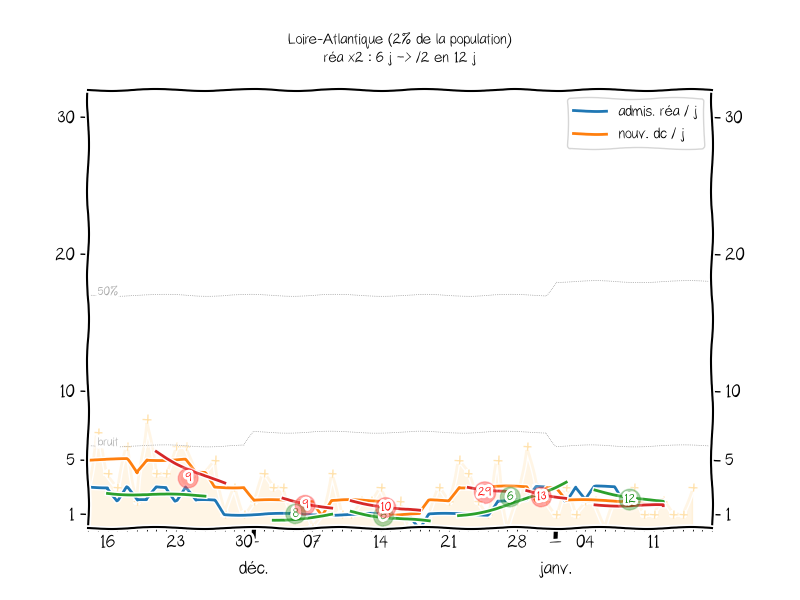 Loire-Atlantique (2% de la population)
réa x2 : 6 j -> /2 en 12 j
admis. réa / j
nouv. dc / j
30 30
20 20
50%
10 10
bruit
5 5
1 1
9 8 9 10 29 6 13 12
16 23 30 07 14 21 28 04 11
déc. janv.